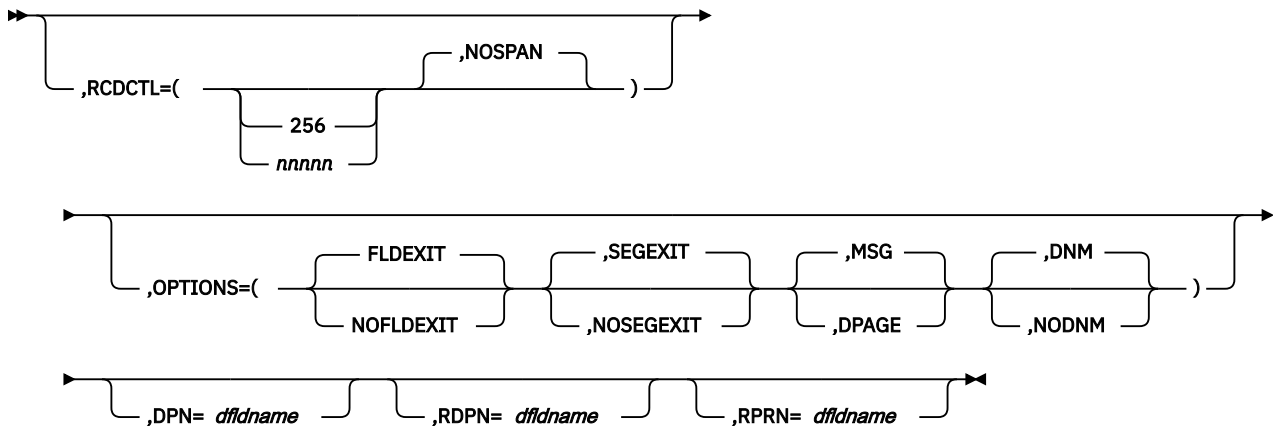 ,NOSPAN
,RCDCTL=( )
256
nnnnn
FLDEXIT ,SEGEXIT ,MSG ,DNM
,OPTIONS=( )
NOFLDEXIT ,NOSEGEXIT ,DPAGE ,NODNM
,DPN= dfldname ,RDPN= dfldname ,RPRN= dfldname